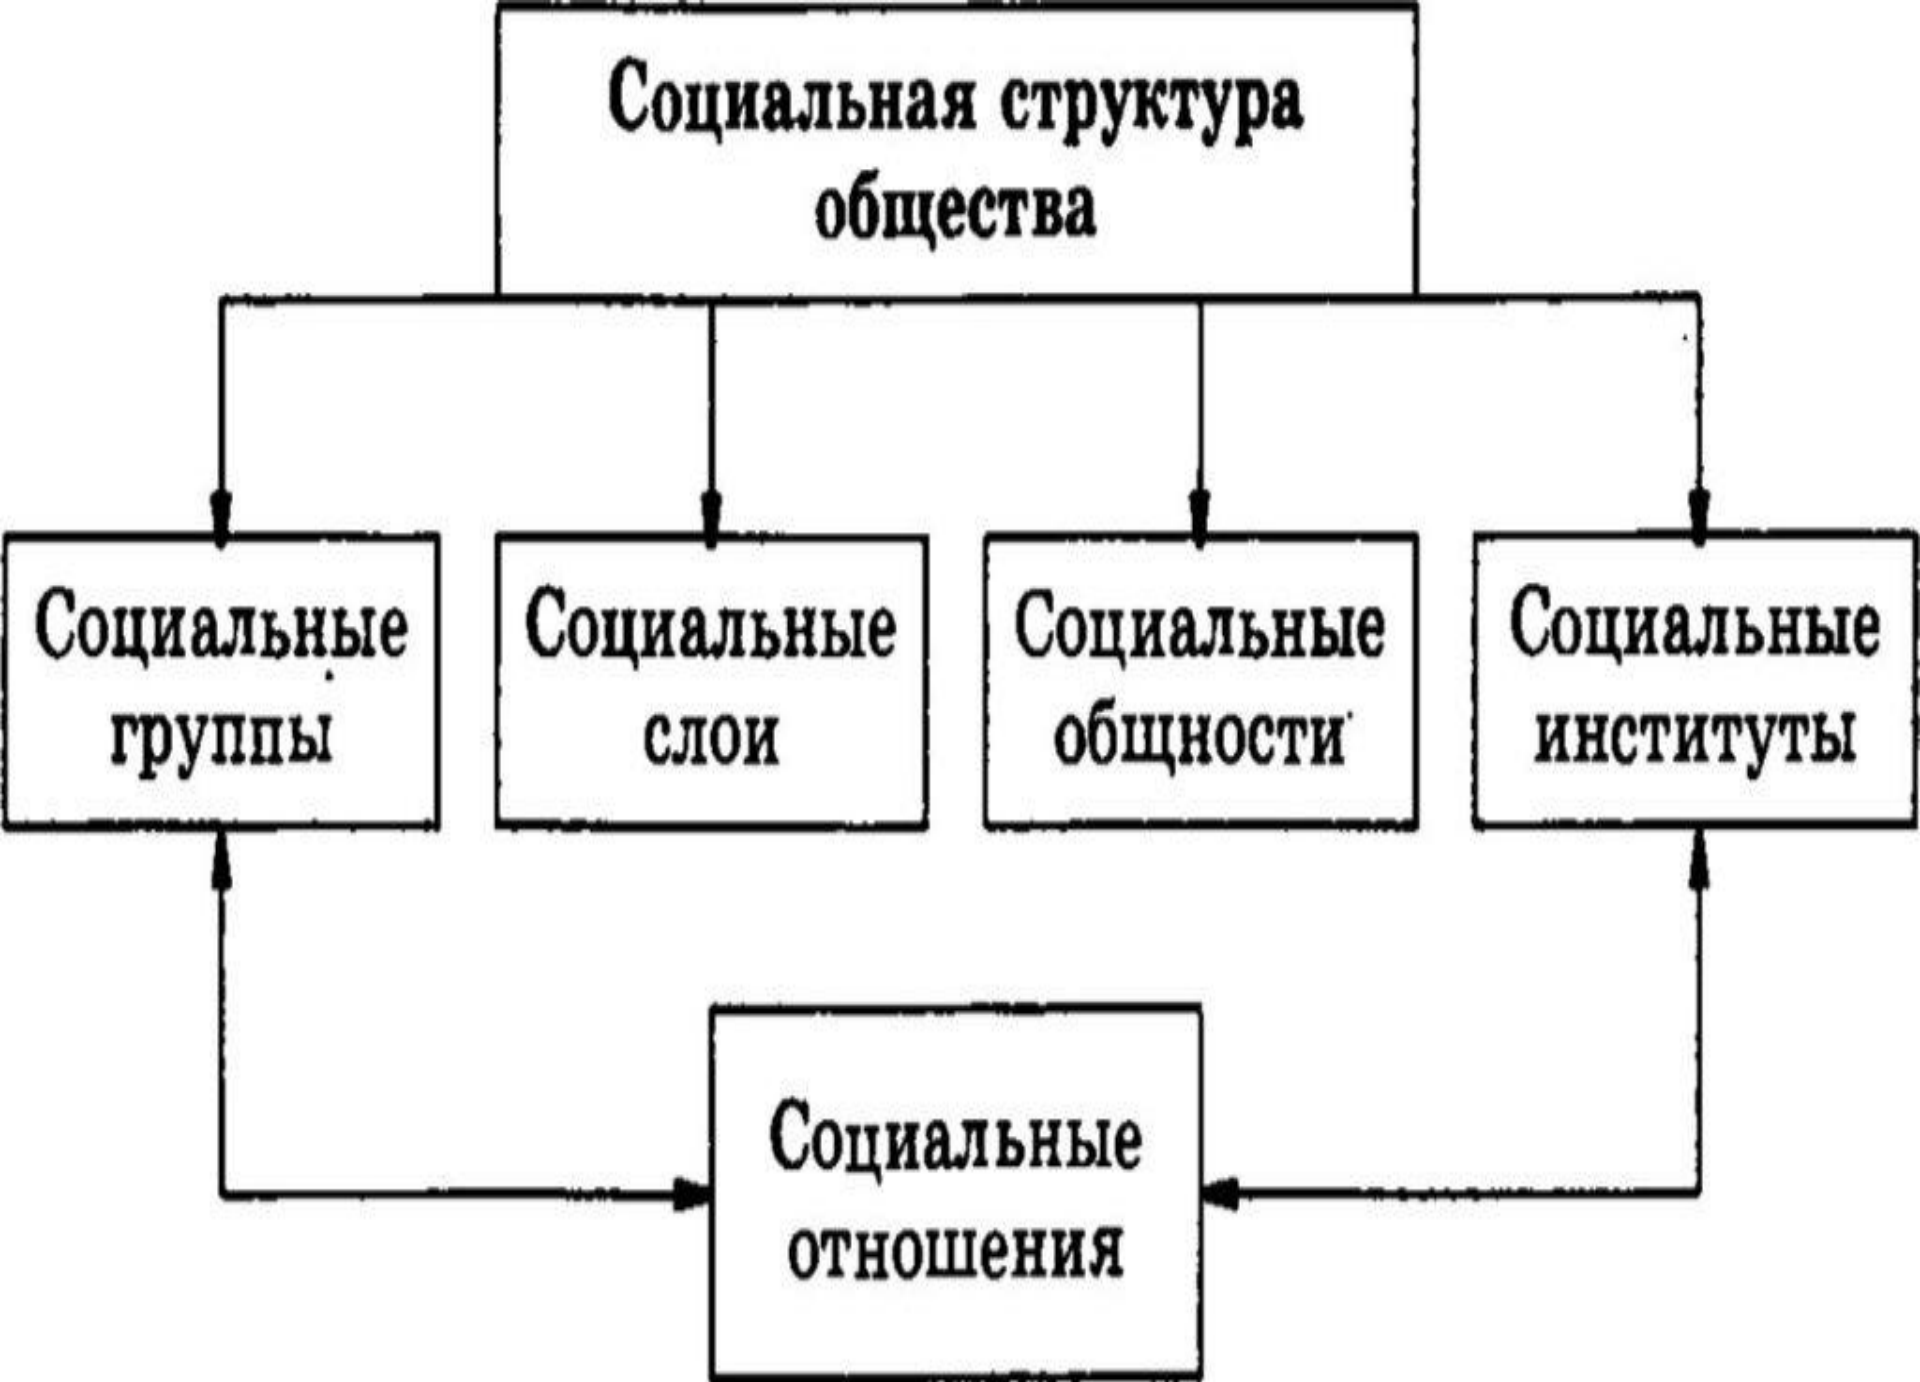 Социальная структура
общества
Социальные
группы
Социальные
слои
Социальные
общности
Социальные
институты
Социальные
отношения